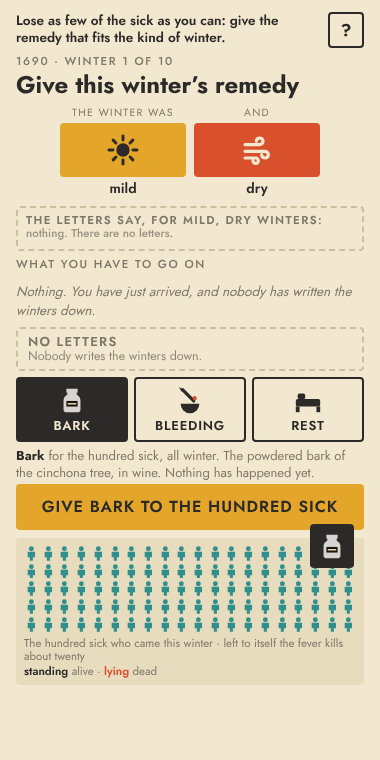 Lose as few of the sick as you can: give the
remedy that fits the kind of winter.
?
1690 · WINTER 1 OF 10
Give this winter's remedy
THE WINTER WAS
AND
mild
dry
THE LETTERS SAY, FOR MILD, DRY WINTERS:
nothing. There are no letters.
WHAT YOU HAVE TO GO ON
Nothing. You have just arrived, and nobody has written the
winters down.
NO LETTERS
Nobody writes the winters down.
BARK
BLEEDING
REST
Bark for the hundred sick, all winter. The powdered bark of
the cinchona tree, in wine. Nothing has happened yet.
GIVE BARK TO THE HUNDRED SICK
The hundred sick who came this winter · left to itself the fever kills
about twenty
standing alive · lying dead